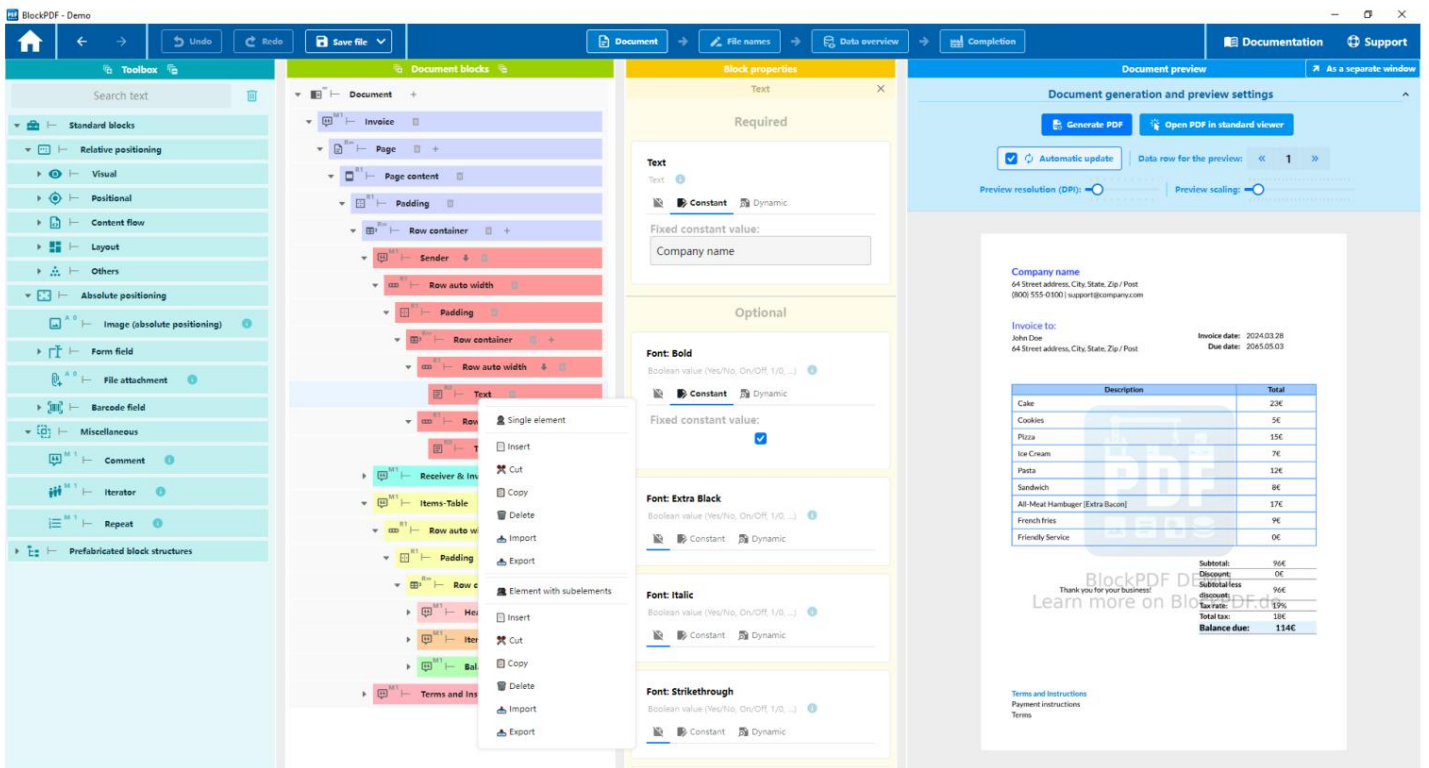 BlockPDF - Demo
Undo
Redo
Save file
Document
File names
Data overview
Completion
Documentation
Support
Toolbox
Search text
Standard blocks
Relative positioning
Visual
Positional
Content flow
Layout
Others
Absolute positioning
Image (absolute positioning)
Form field
File attachment
Barcode field
Miscellaneous
Comment
Iterator
Repeat
Prefabricated block structures
Document blocks
Document
Invoice
Page
Page content
Padding
Row container
Sender
Row auto width
Padding
Row container
Row auto width
Text
Row
T
Receiver & Inv
Items-Table
Row auto wi
Padding
Row c
Hea
Iter
Bal
Terms and Ins
Single element
Insert
Cut
Copy
Delete
Import
Export
Element with subelements
Insert
Cut
Copy
Delete
Import
Export
Block properties
Text
Required
Text
Text
Constant
Dynamic
Fixed constant value:
Company name
Optional
Font: Bold
Boolean value (Yes/No, On/Off, 1/0, ...)
Constant
Dynamic
Fixed constant value:
Font: Extra Black
Boolean value (Yes/No, On/Off, 1/0, ...)
Constant
Dynamic
Font: Italic
Boolean value (Yes/No, On/Off, 1/0, ...)
Constant
Dynamic
Font: Strikethrough
Boolean value (Yes/No, On/Off, 1/0, ...)
Constant
Dynamic
Document preview
As a separate window
Document generation and preview settings
Generate PDF
Open PDF in standard viewer
Automatic update
Data row for the preview: « 1 »
Preview resolution (DPI):
Preview scaling:
Company name
64 Street address, City, State, Zip / Post
(800) 555-0100 | support@company.com
Invoice to:
John Doe
64 Street address, City, State, Zip / Post
Invoice date: 2024.03.28
Due date: 2065.05.03
Description Total
Cake 23€
Cookies 5€
Pizza 15€
Ice Cream 7€
Pasta 12€
Sandwich 8€
All-Meat Hambuger [Extra Bacon] 17€
French fries 9€
Friendly Service 0€
PDF
Subtotal: 96€
Discount: 0€
Subtotal less discount: 96€
Tax rate: 19%
Total tax: 18€
Balance due: 114€
Thank you for your business!
BlockPDF DEMO
Learn more on BlockPDF.de
Terms and Instructions
Payment instructions
Terms